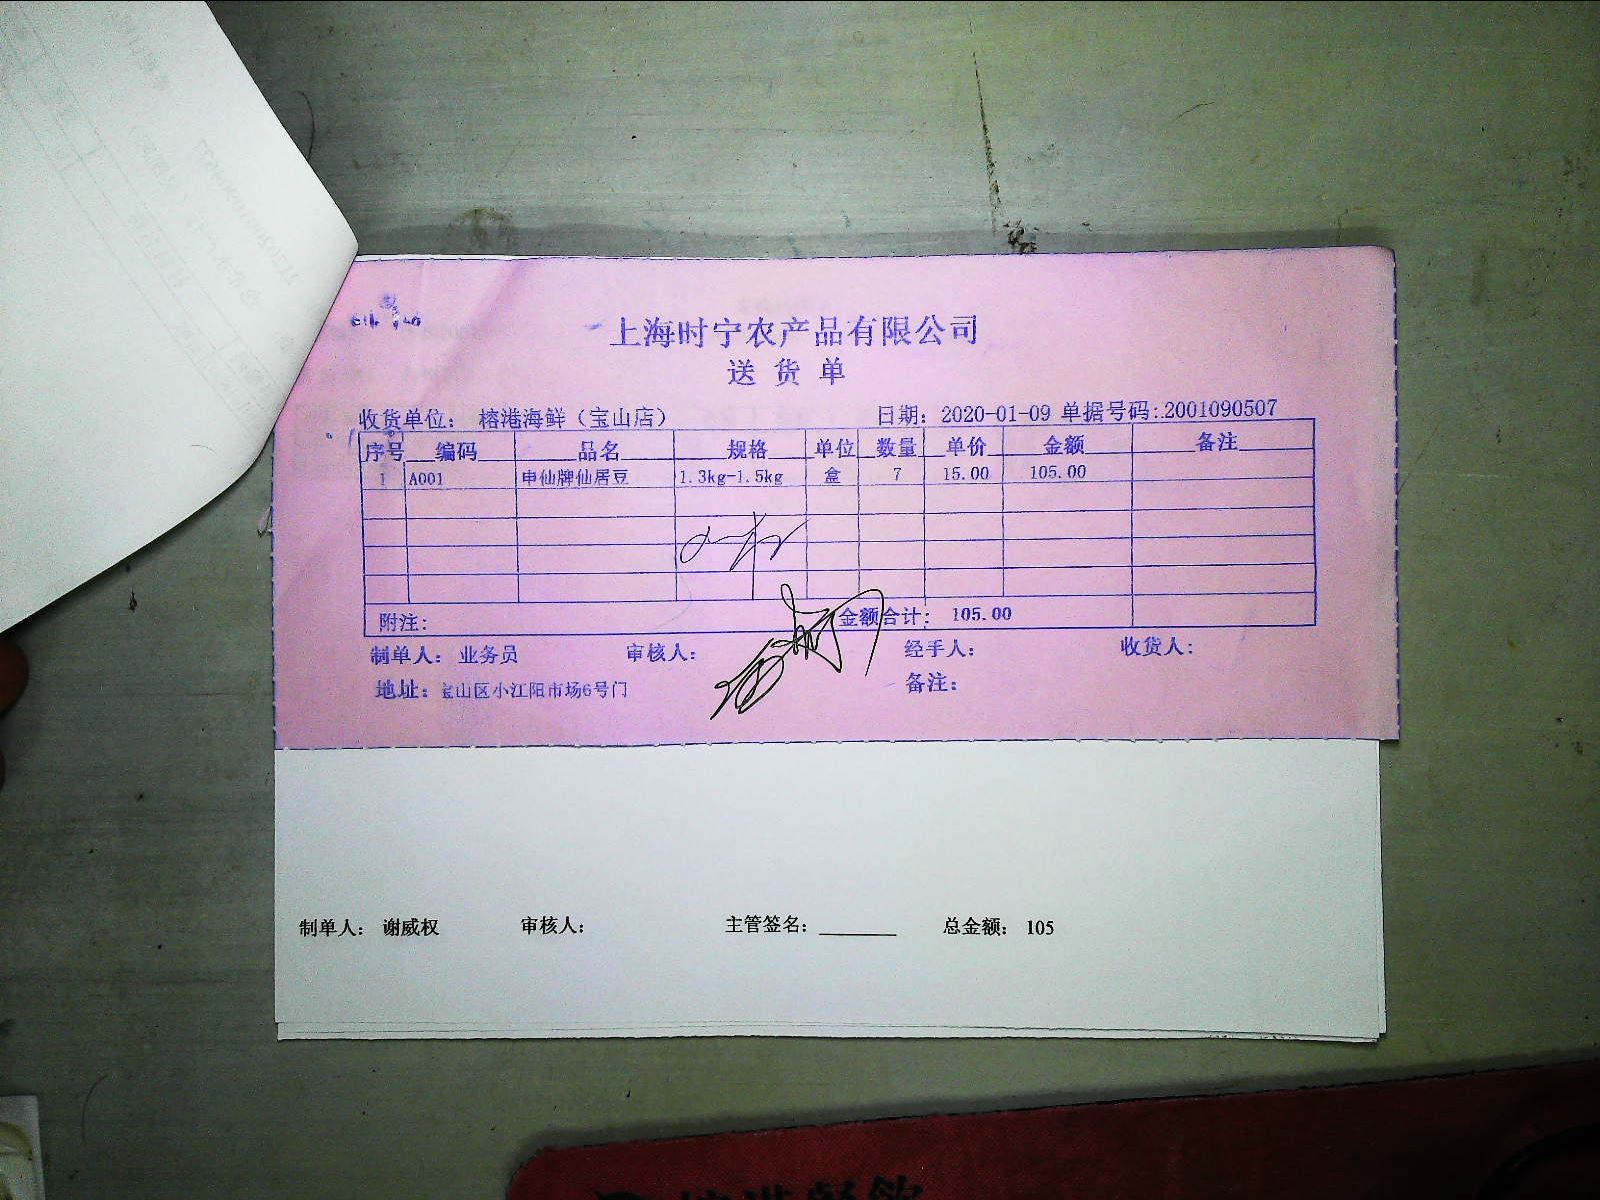 上海时宁农产品有限公司
送货单
收货单位： 榕港海鲜（宝山店） 日期：2020-01-09 单据号码:.2001090507
序号 编码 品名 规格 单位 数量 单价 金额 备注
1 A001 申仙牌仙居豆 1.3kg-1.5kg 盒 7 15.00 105.00
附注: 金额合计： 105.00
制单人： 业务员 审核人： 经手人： 收货人：
地址：宝山区小江阳市场6号门 备注：
制单人： 谢威权 审核人： 主管签名：________ 总金额： 105